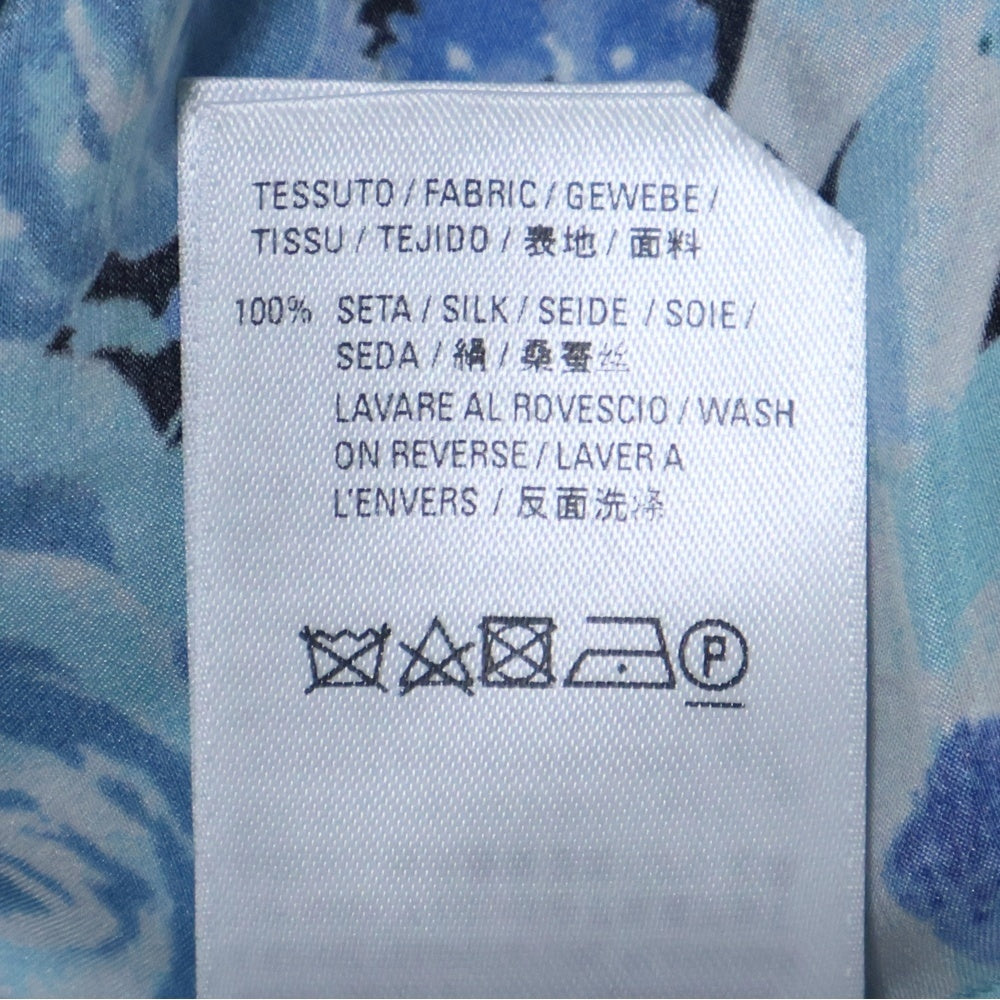 TESSUTO / FABRIC / GEWEBE /
TISSU / TEJIDO / 表地 / 面料
100% SETA / SILK / SEIDE / SOIE /
SEDA / 絹 / 桑蚕丝
LAVARE AL ROVESCIO / WASH
ON REVERSE / LAVER A
L'ENVERS / 反面洗涤
P